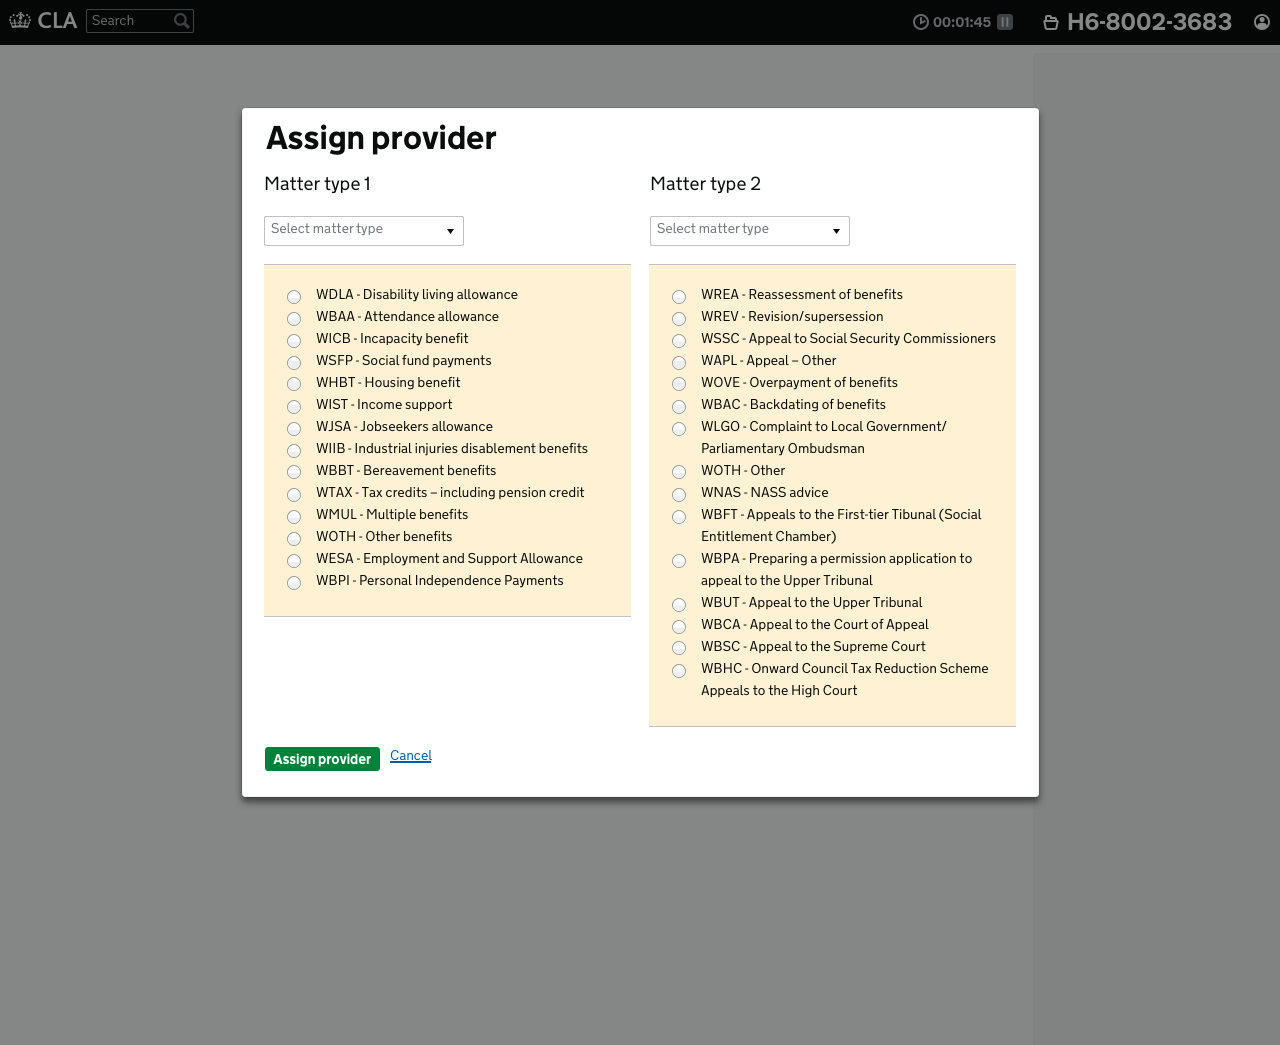 CLA
Search
00:01:45
H6-8002-3683
Assign provider
Matter type 1
Select matter type
WDLA - Disability living allowance
WBAA - Attendance allowance
WICB - Incapacity benefit
WSFP - Social fund payments
WHBT - Housing benefit
WIST - Income support
WJSA - Jobseekers allowance
WIIB - Industrial injuries disablement benefits
WBBT - Bereavement benefits
WTAX - Tax credits – including pension credit
WMUL - Multiple benefits
WOTH - Other benefits
WESA - Employment and Support Allowance
WBPI - Personal Independence Payments
Matter type 2
Select matter type
WREA - Reassessment of benefits
WREV - Revision/supersession
WSSC - Appeal to Social Security Commissioners
WAPL - Appeal – Other
WOVE - Overpayment of benefits
WBAC - Backdating of benefits
WLGO - Complaint to Local Government/
Parliamentary Ombudsman
WOTH - Other
WNAS - NASS advice
WBFT - Appeals to the First-tier Tibunal (Social
Entitlement Chamber)
WBPA - Preparing a permission application to
appeal to the Upper Tribunal
WBUT - Appeal to the Upper Tribunal
WBCA - Appeal to the Court of Appeal
WBSC - Appeal to the Supreme Court
WBHC - Onward Council Tax Reduction Scheme
Appeals to the High Court
Assign provider
Cancel